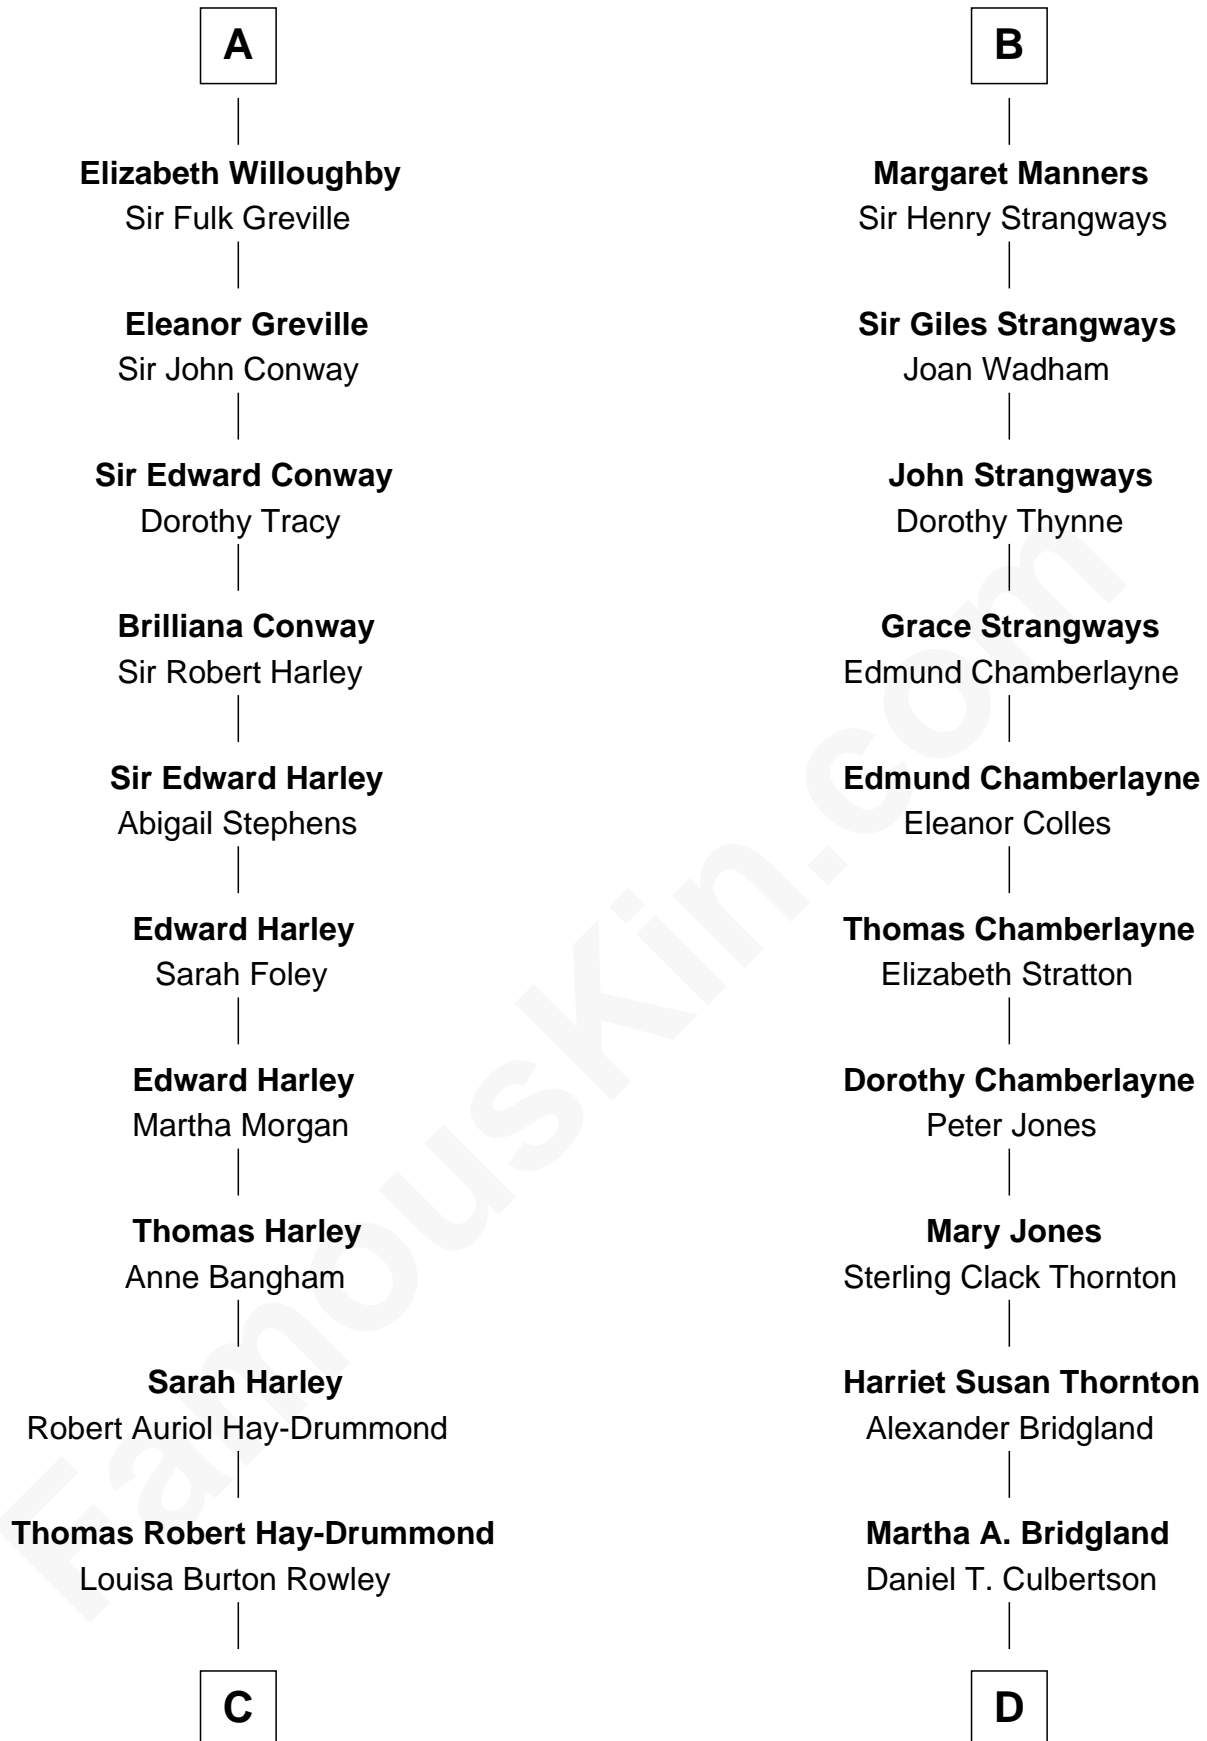 A
Elizabeth Willoughby
Sir Fulk Greville
Eleanor Greville
Sir John Conway
Sir Edward Conway
Dorothy Tracy
Brilliana Conway
Sir Robert Harley
Sir Edward Harley
Abigail Stephens
Edward Harley
Sarah Foley
Edward Harley
Martha Morgan
Thomas Harley
Anne Bangham
Sarah Harley
Robert Auriol Hay-Drummond
Thomas Robert Hay-Drummond
Louisa Burton Rowley
C
B
Margaret Manners
Sir Henry Strangways
Sir Giles Strangways
Joan Wadham
John Strangways
Dorothy Thynne
Grace Strangways
Edmund Chamberlayne
Edmund Chamberlayne
Eleanor Colles
Thomas Chamberlayne
Elizabeth Stratton
Dorothy Chamberlayne
Peter Jones
Mary Jones
Sterling Clack Thornton
Harriet Susan Thornton
Alexander Bridgland
Martha A. Bridgland
Daniel T. Culbertson
D
FamousKin.com